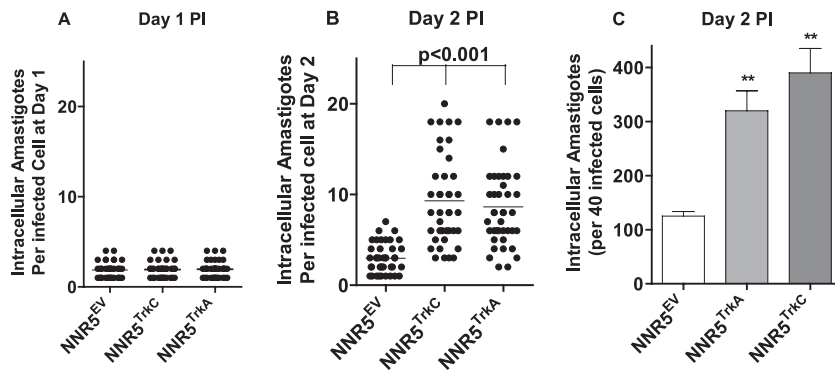 A Day 1 PI
Intracellular Amastigotes
Per infected Cell at Day 1
20
10
0
NNR5EV
NNR5TrkC
NNR5TrkA
B Day 2 PI
p<0.001
Intracellular Amastigotes
Per infected cell at Day 2
20
10
0
NNR5EV
NNR5TrkC
NNR5TrkA
C Day 2 PI
Intracellular Amastigotes
(per 40 infected cells)
400
300
200
100
0
**
**
NNR5EV
NNR5TrkA
NNR5TrkC